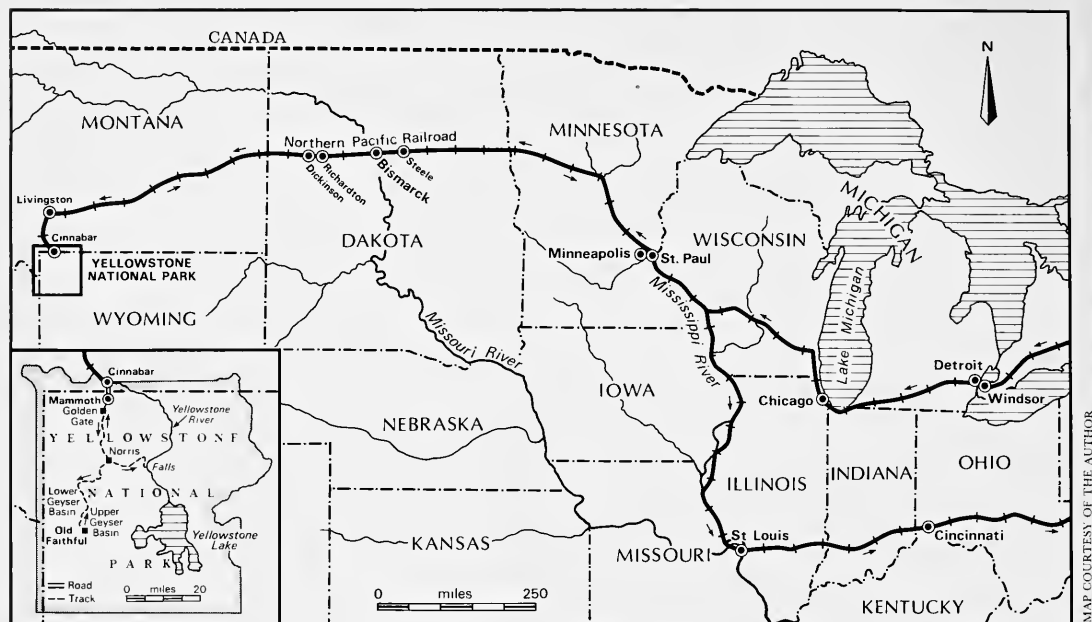 CANADA
N
MONTANA
Northern Pacific Railroad
MINNESOTA
Steele
Bismarck
Richardton
Dickinson
MICHIGAN
Livingston
Cinnabar
YELLOWSTONE
NATIONAL PARK
DAKOTA
Minneapolis
St. Paul
WISCONSIN
Lake Michigan
WYOMING
Missouri River
Mississippi River
Detroit
Windsor
IOWA
Chicago
NEBRASKA
ILLINOIS
INDIANA
OHIO
KANSAS
MISSOURI
St Louis
Cincinnati
KENTUCKY
0 miles 250
Cinnabar
Mammoth
Golden
Gate
Yellowstone
River
YELLOWSTONE
Norris
Falls
Lower
Geyser
Basin
NATIONAL
Upper
Geyser
Basin
Old
Faithful
Yellowstone
Lake
PARK
Road
Track
0 miles 20
MAP COURTESY OF THE AUTHOR